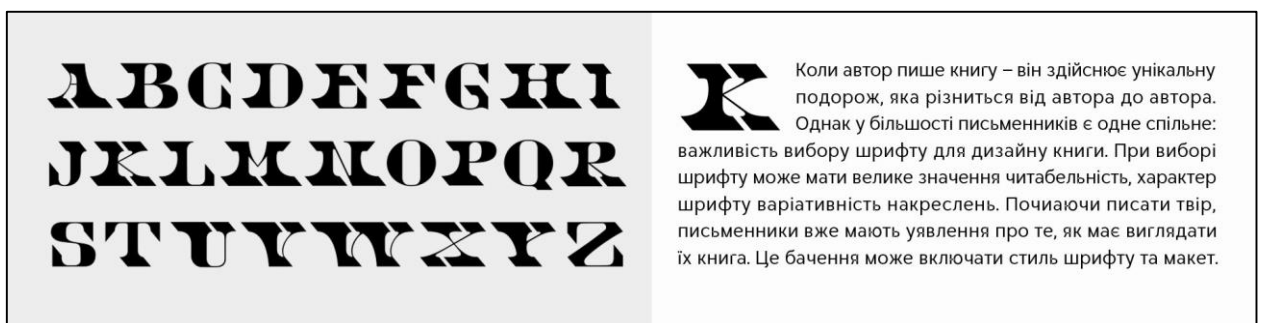 ABCDEFGHI
JKLMNOPQR
STUVWXYZ
К
Коли автор пише книгу – він здійснює унікальну
подорож, яка різниться від автора до автора.
Однак у більшості письменників є одне спільне:
важливість вибору шрифту для дизайну книги. При виборі
шрифту може мати велике значення читабельність, характер
шрифту варіативність накреслень. Почиаючи писати твір,
письменники вже мають уявлення про те, як має виглядати
їх книга. Це бачення може включати стиль шрифту та макет.